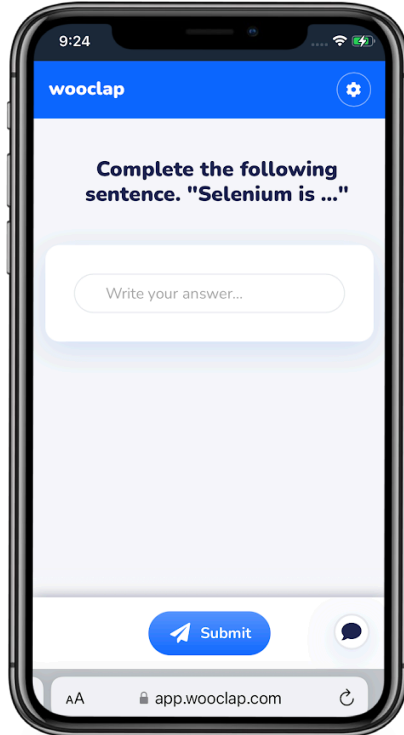 9:24
wooclap
Complete the following
sentence. "Selenium is ..."
Write your answer...
Submit
AA app.wooclap.com